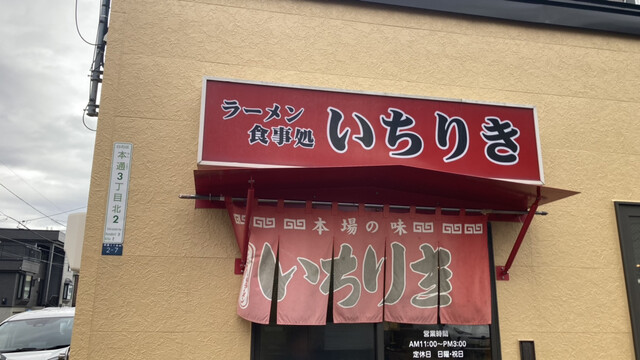 ラーメン
食事処
いちりき
本場の味
いちりき
営業時間
AM11:00～PM3:00
定休日 日曜・祝日
本通3丁目北2
2-7